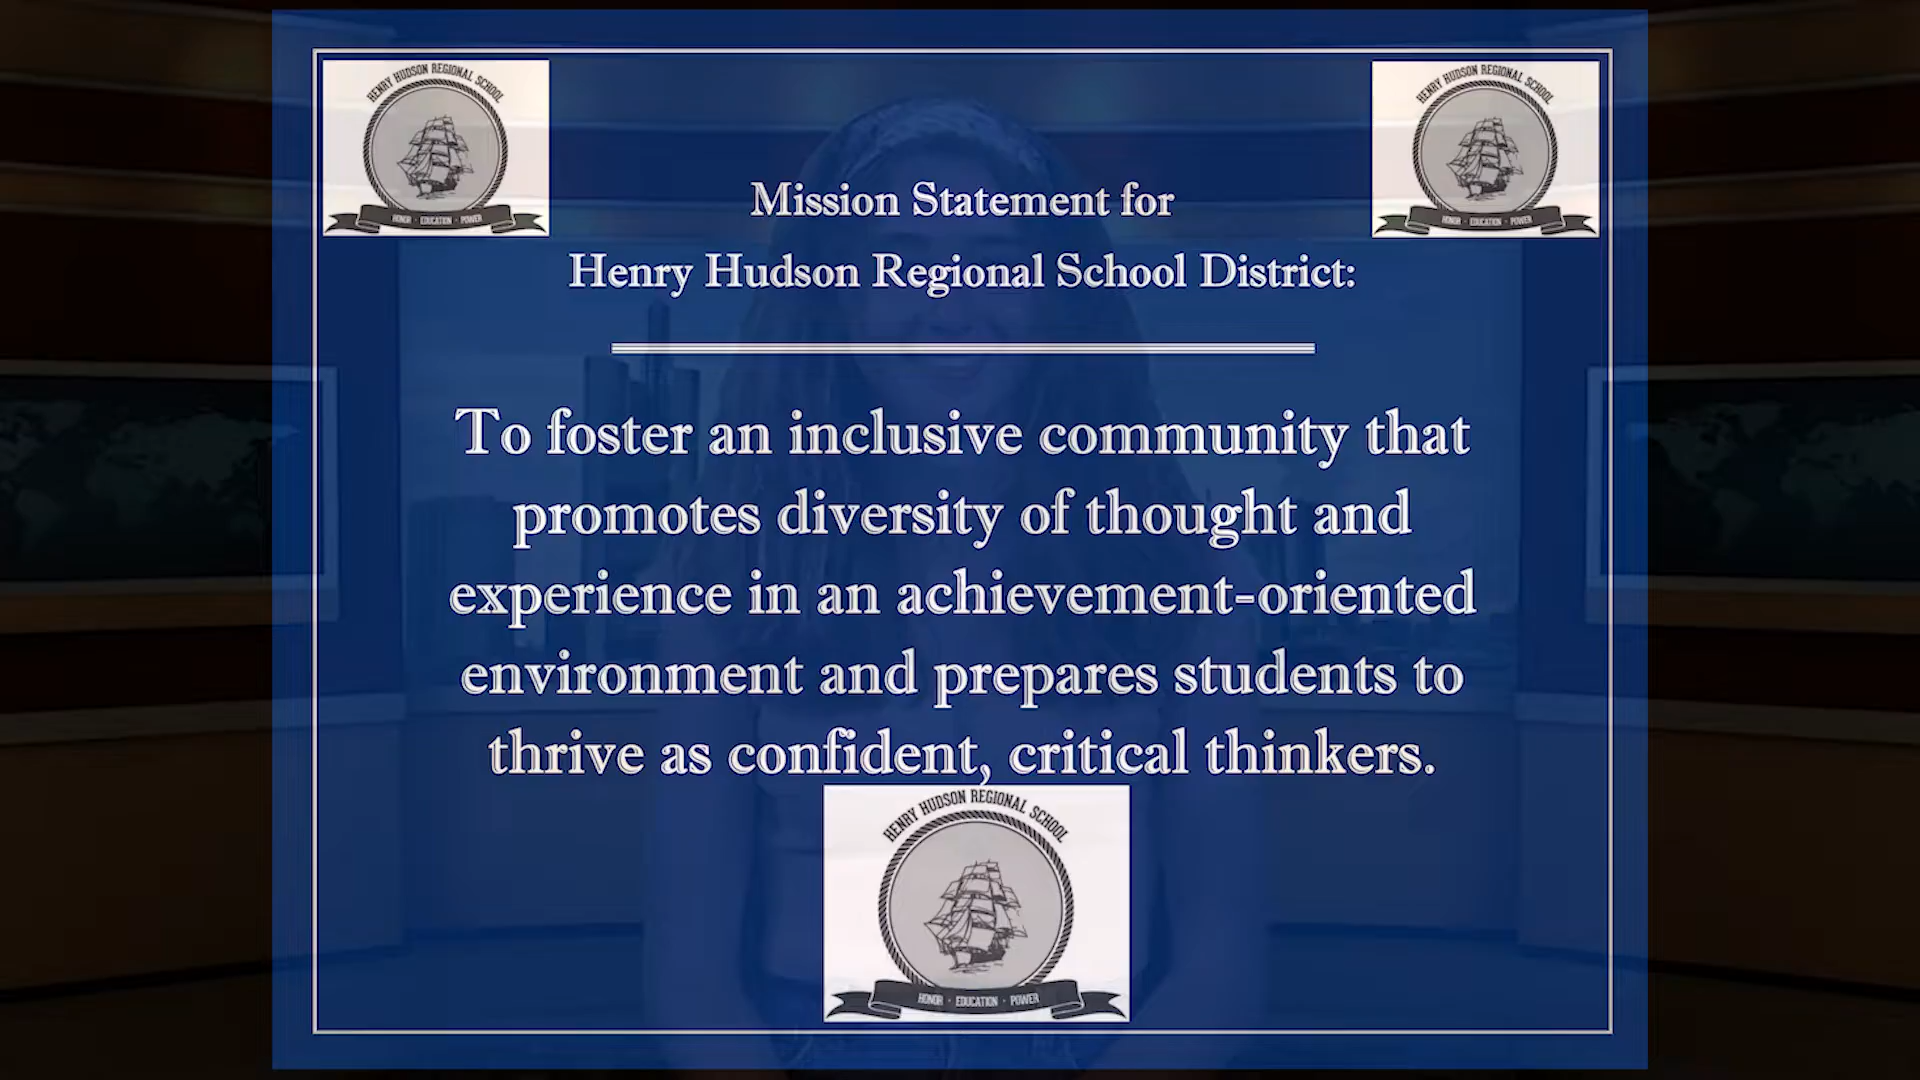 HENRY HUDSON REGIONAL SCHOOL
HONOR · EDUCATION · POWER
HENRY HUDSON REGIONAL SCHOOL
HONOR · EDUCATION · POWER
Mission Statement for
Henry Hudson Regional School District:
To foster an inclusive community that
promotes diversity of thought and
experience in an achievement-oriented
environment and prepares students to
thrive as confident, critical thinkers.
HENRY HUDSON REGIONAL SCHOOL
HONOR · EDUCATION · POWER